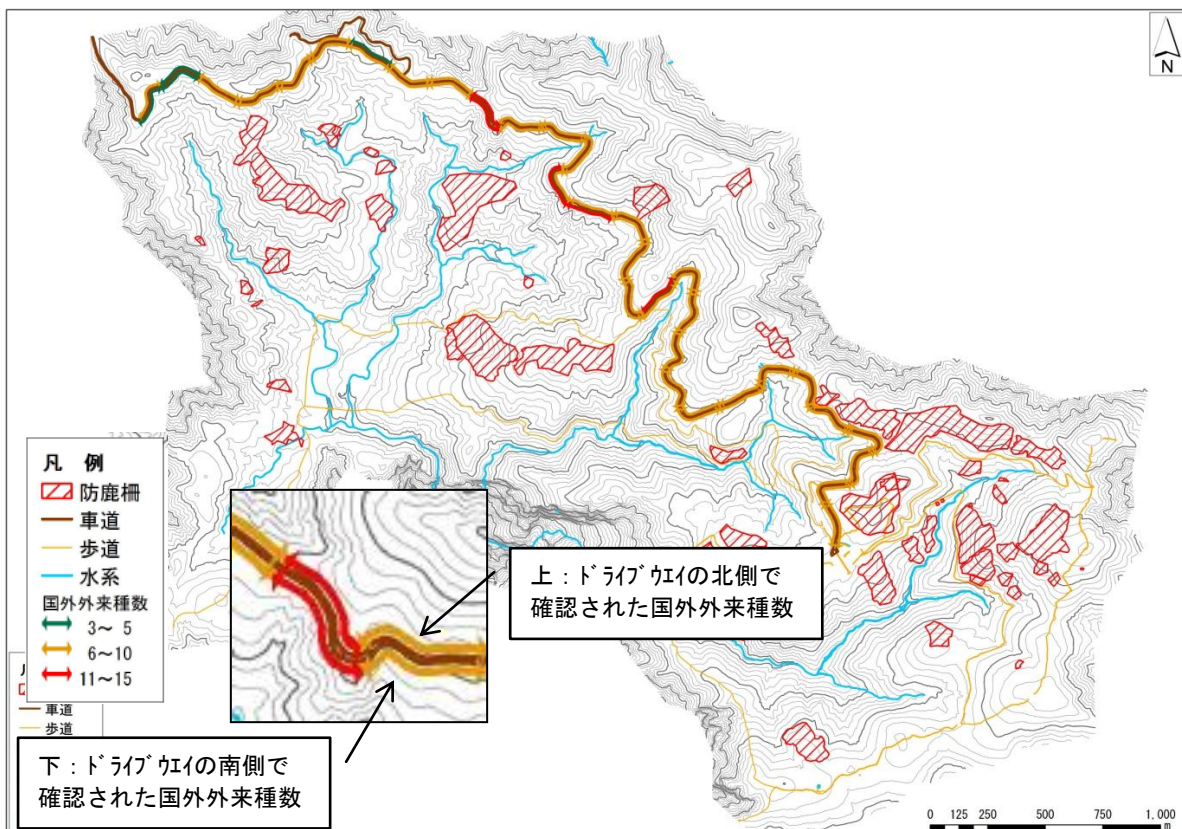 N
凡 例
防鹿柵
車道
歩道
水系
国外外来種数
3～ 5
6～10
11～15
車道
歩道
上：ﾄﾞﾗｲﾌﾞｳｴｲの北側で
確認された国外外来種数
下：ﾄﾞﾗｲﾌﾞｳｴｲの南側で
確認された国外外来種数
0 125 250 500 750 1,000
m